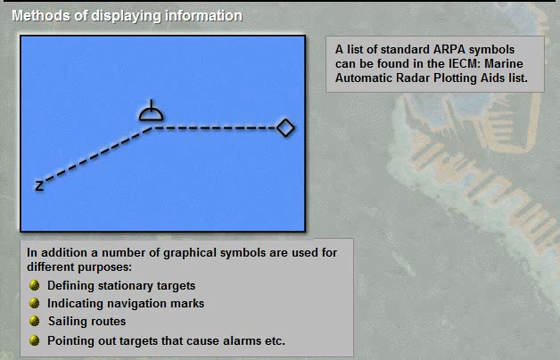 Methods of displaying information
A list of standard ARPA symbols
can be found in the IECM: Marine
Automatic Radar Plotting Aids list.
z
In addition a number of graphical symbols are used for
different purposes:
Defining stationary targets
Indicating navigation marks
Sailing routes
Pointing out targets that cause alarms etc.